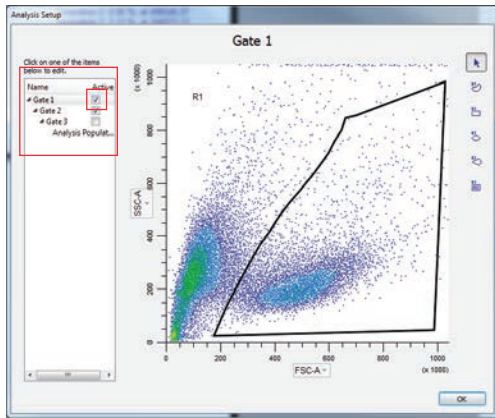 Analysis Setup
Gate 1
Click on one of the items
below to edit.
Name Active
Gate 1
Gate 2
Gate 3
Analysis Populat...
R1
(x 1000)
1000
800
600
400
200
0
SSC-A
0 200 400 600 800 1000
FSC-A
(x 1000)
OK